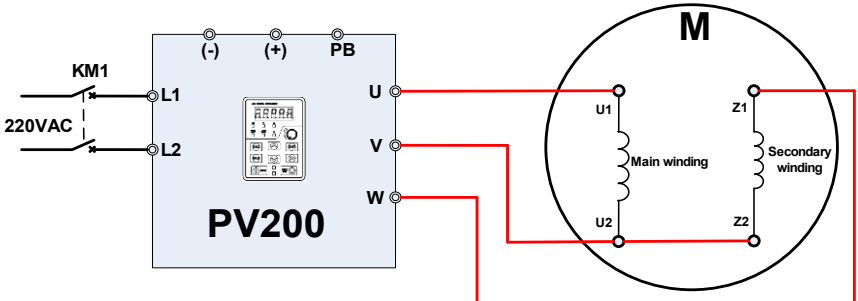 M
(-) (+) PB
KM1
L1
U
U1
Z1
220VAC
L2
V
Main winding
Secondary
winding
W
U2
Z2
PV200